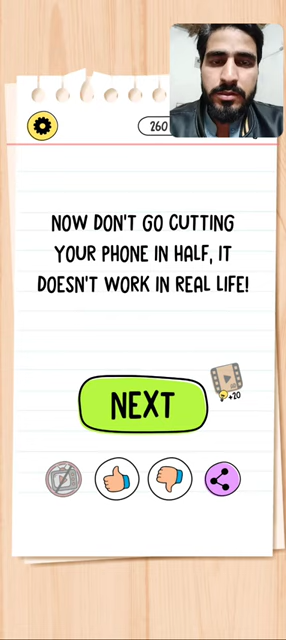 260
NOW DON'T GO CUTTING
YOUR PHONE IN HALF, IT
DOESN'T WORK IN REAL LIFE!
NEXT
+20